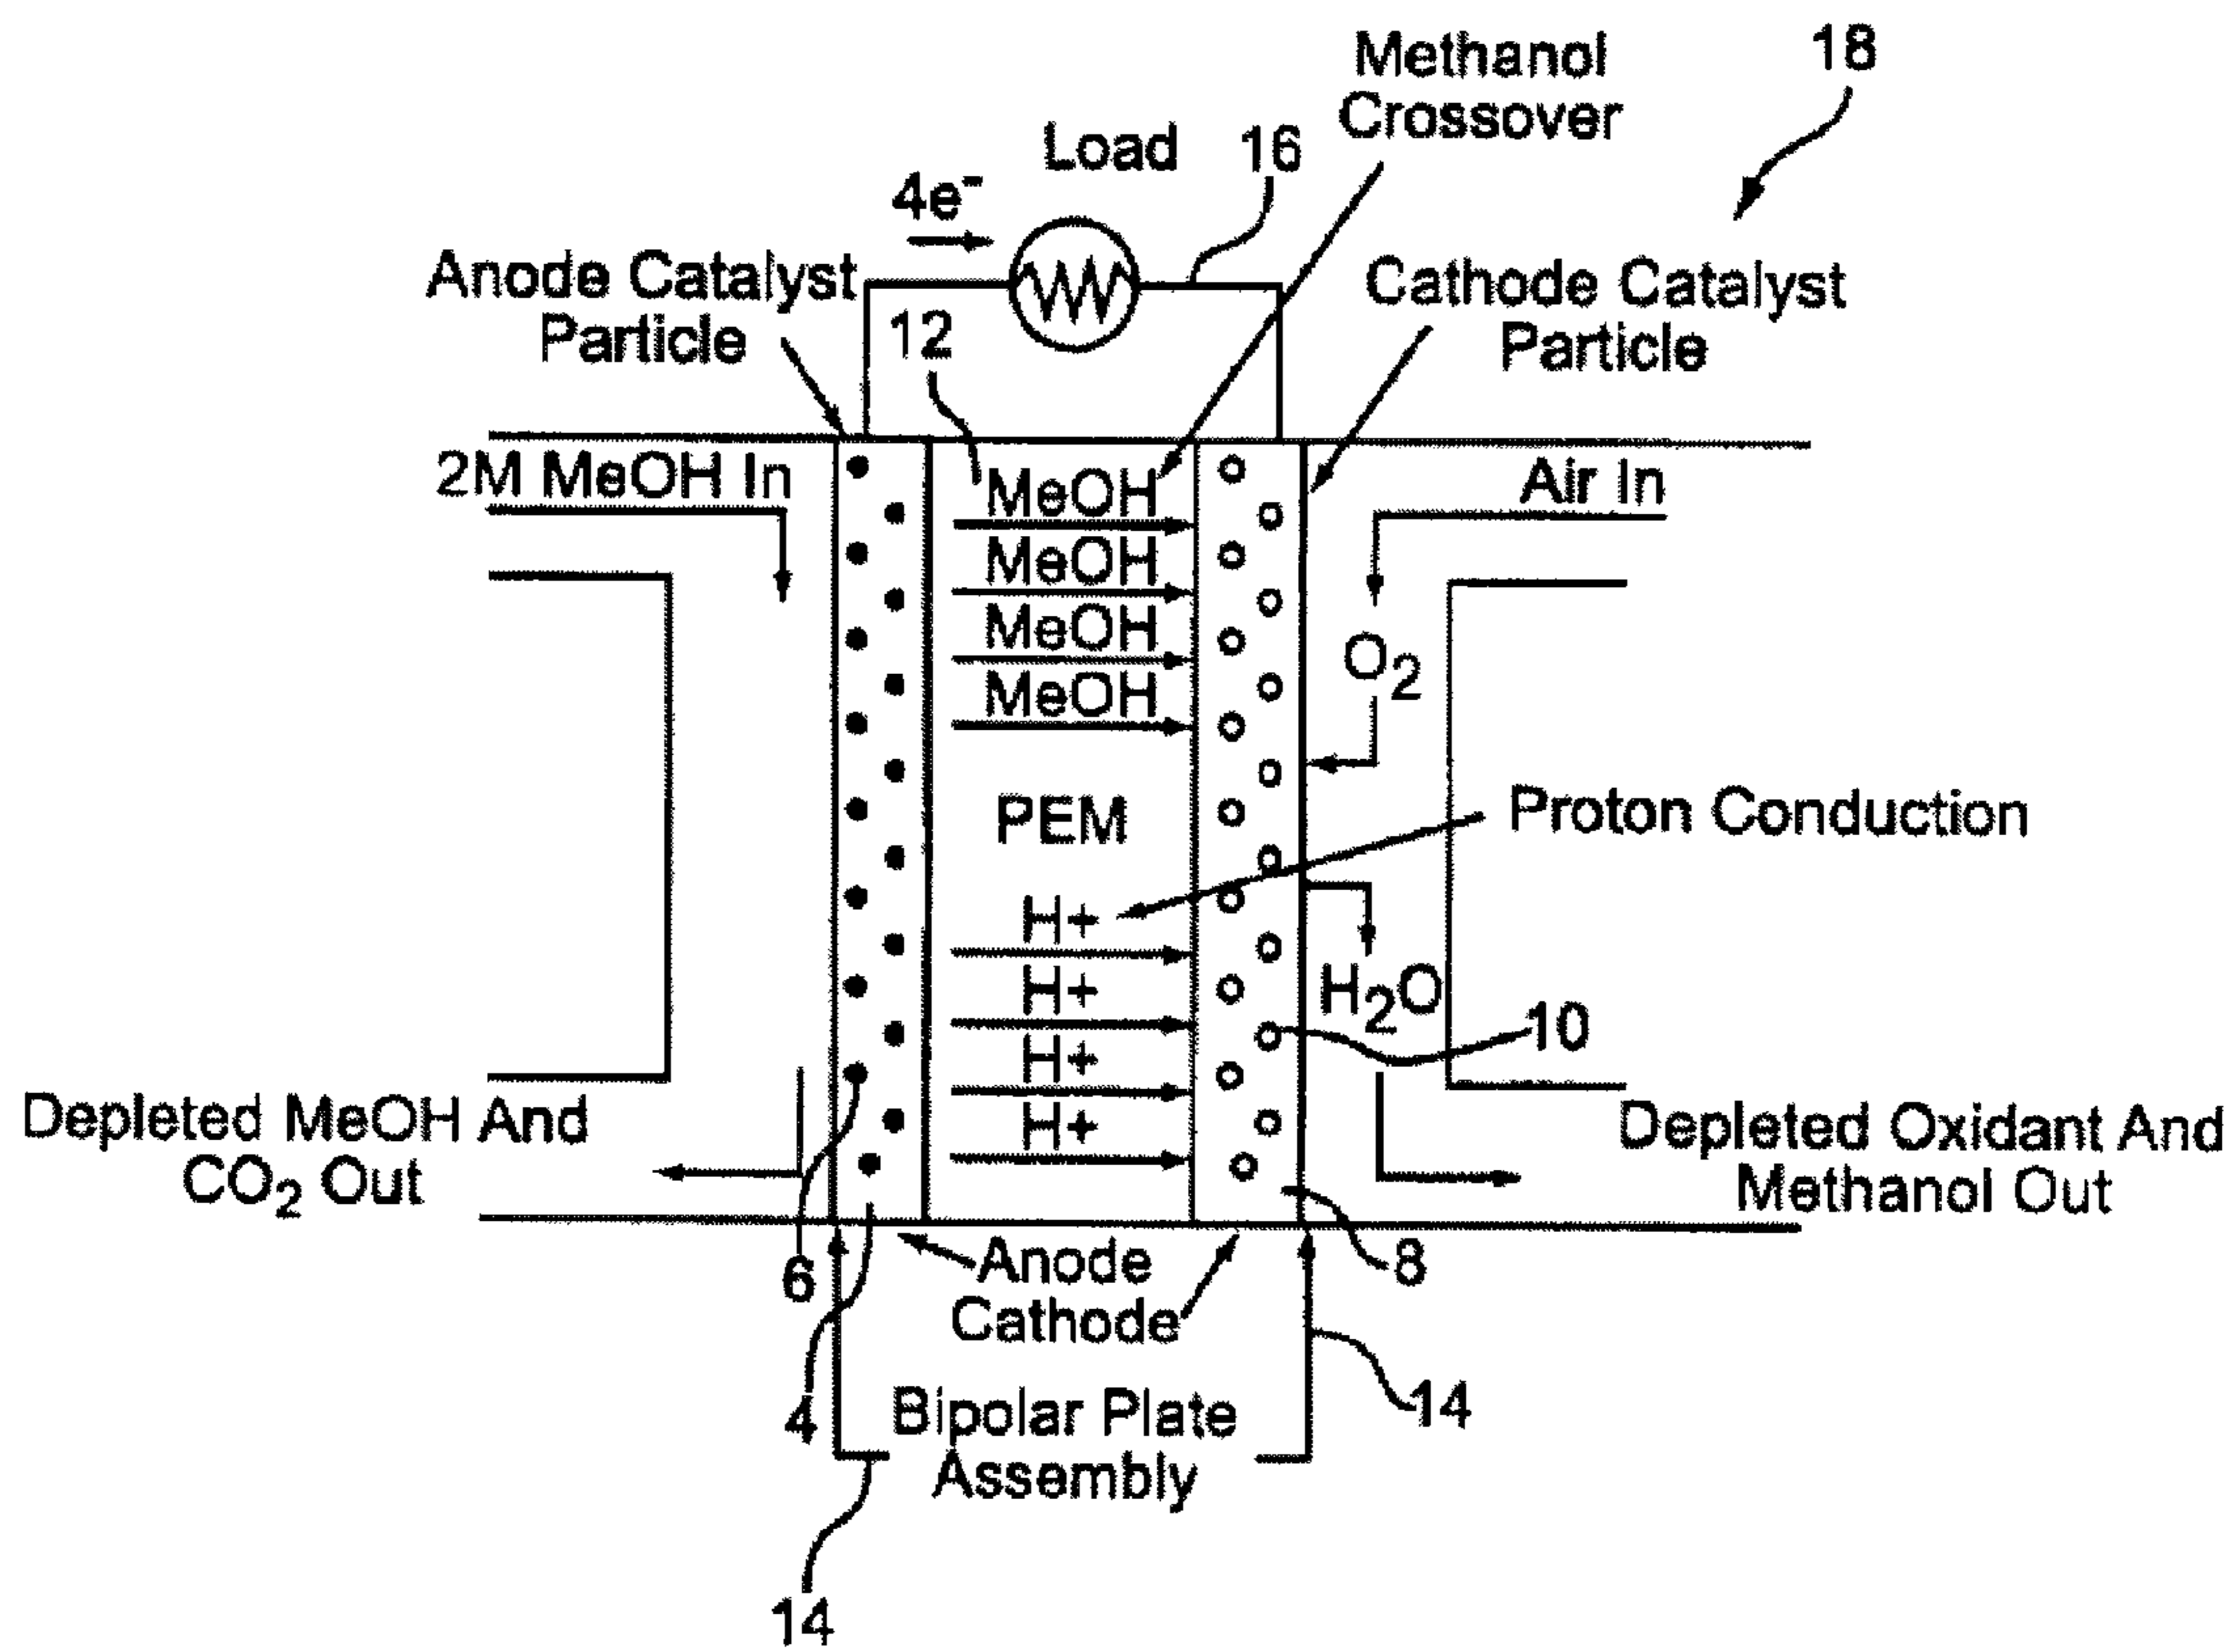 18
Methanol
Crossover
Load
16
4e⁻
Anode Catalyst
Particle
Cathode Catalyst
Particle
12
2M MeOH In
MeOH
Air In
MeOH
MeOH
O₂
MeOH
PEM
Proton Conduction
H+
H+
H₂O
10
H+
H+
Depleted MeOH And
CO₂ Out
Depleted Oxidant And
Methanol Out
6
Anode
8
Cathode
4
Bipolar Plate
Assembly
14
14